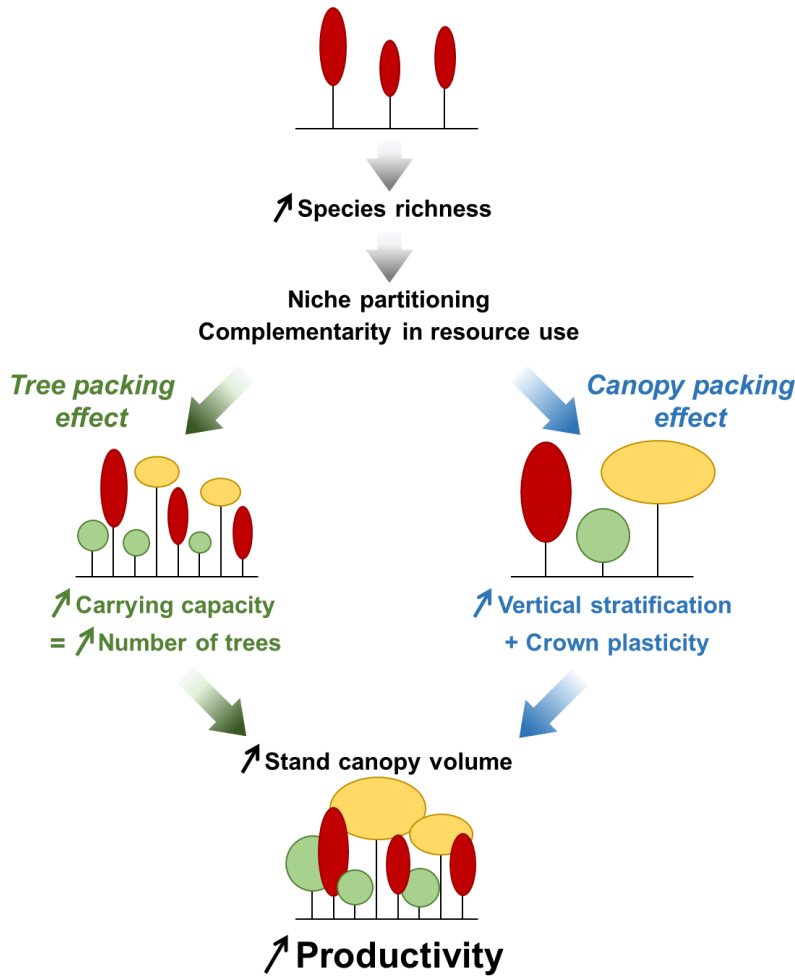 ↗ Species richness
Niche partitioning
Complementarity in resource use
Tree packing
effect
↗ Carrying capacity
= ↗ Number of trees
Canopy packing
effect
↗ Vertical stratification
+ Crown plasticity
↗ Stand canopy volume
↗ Productivity